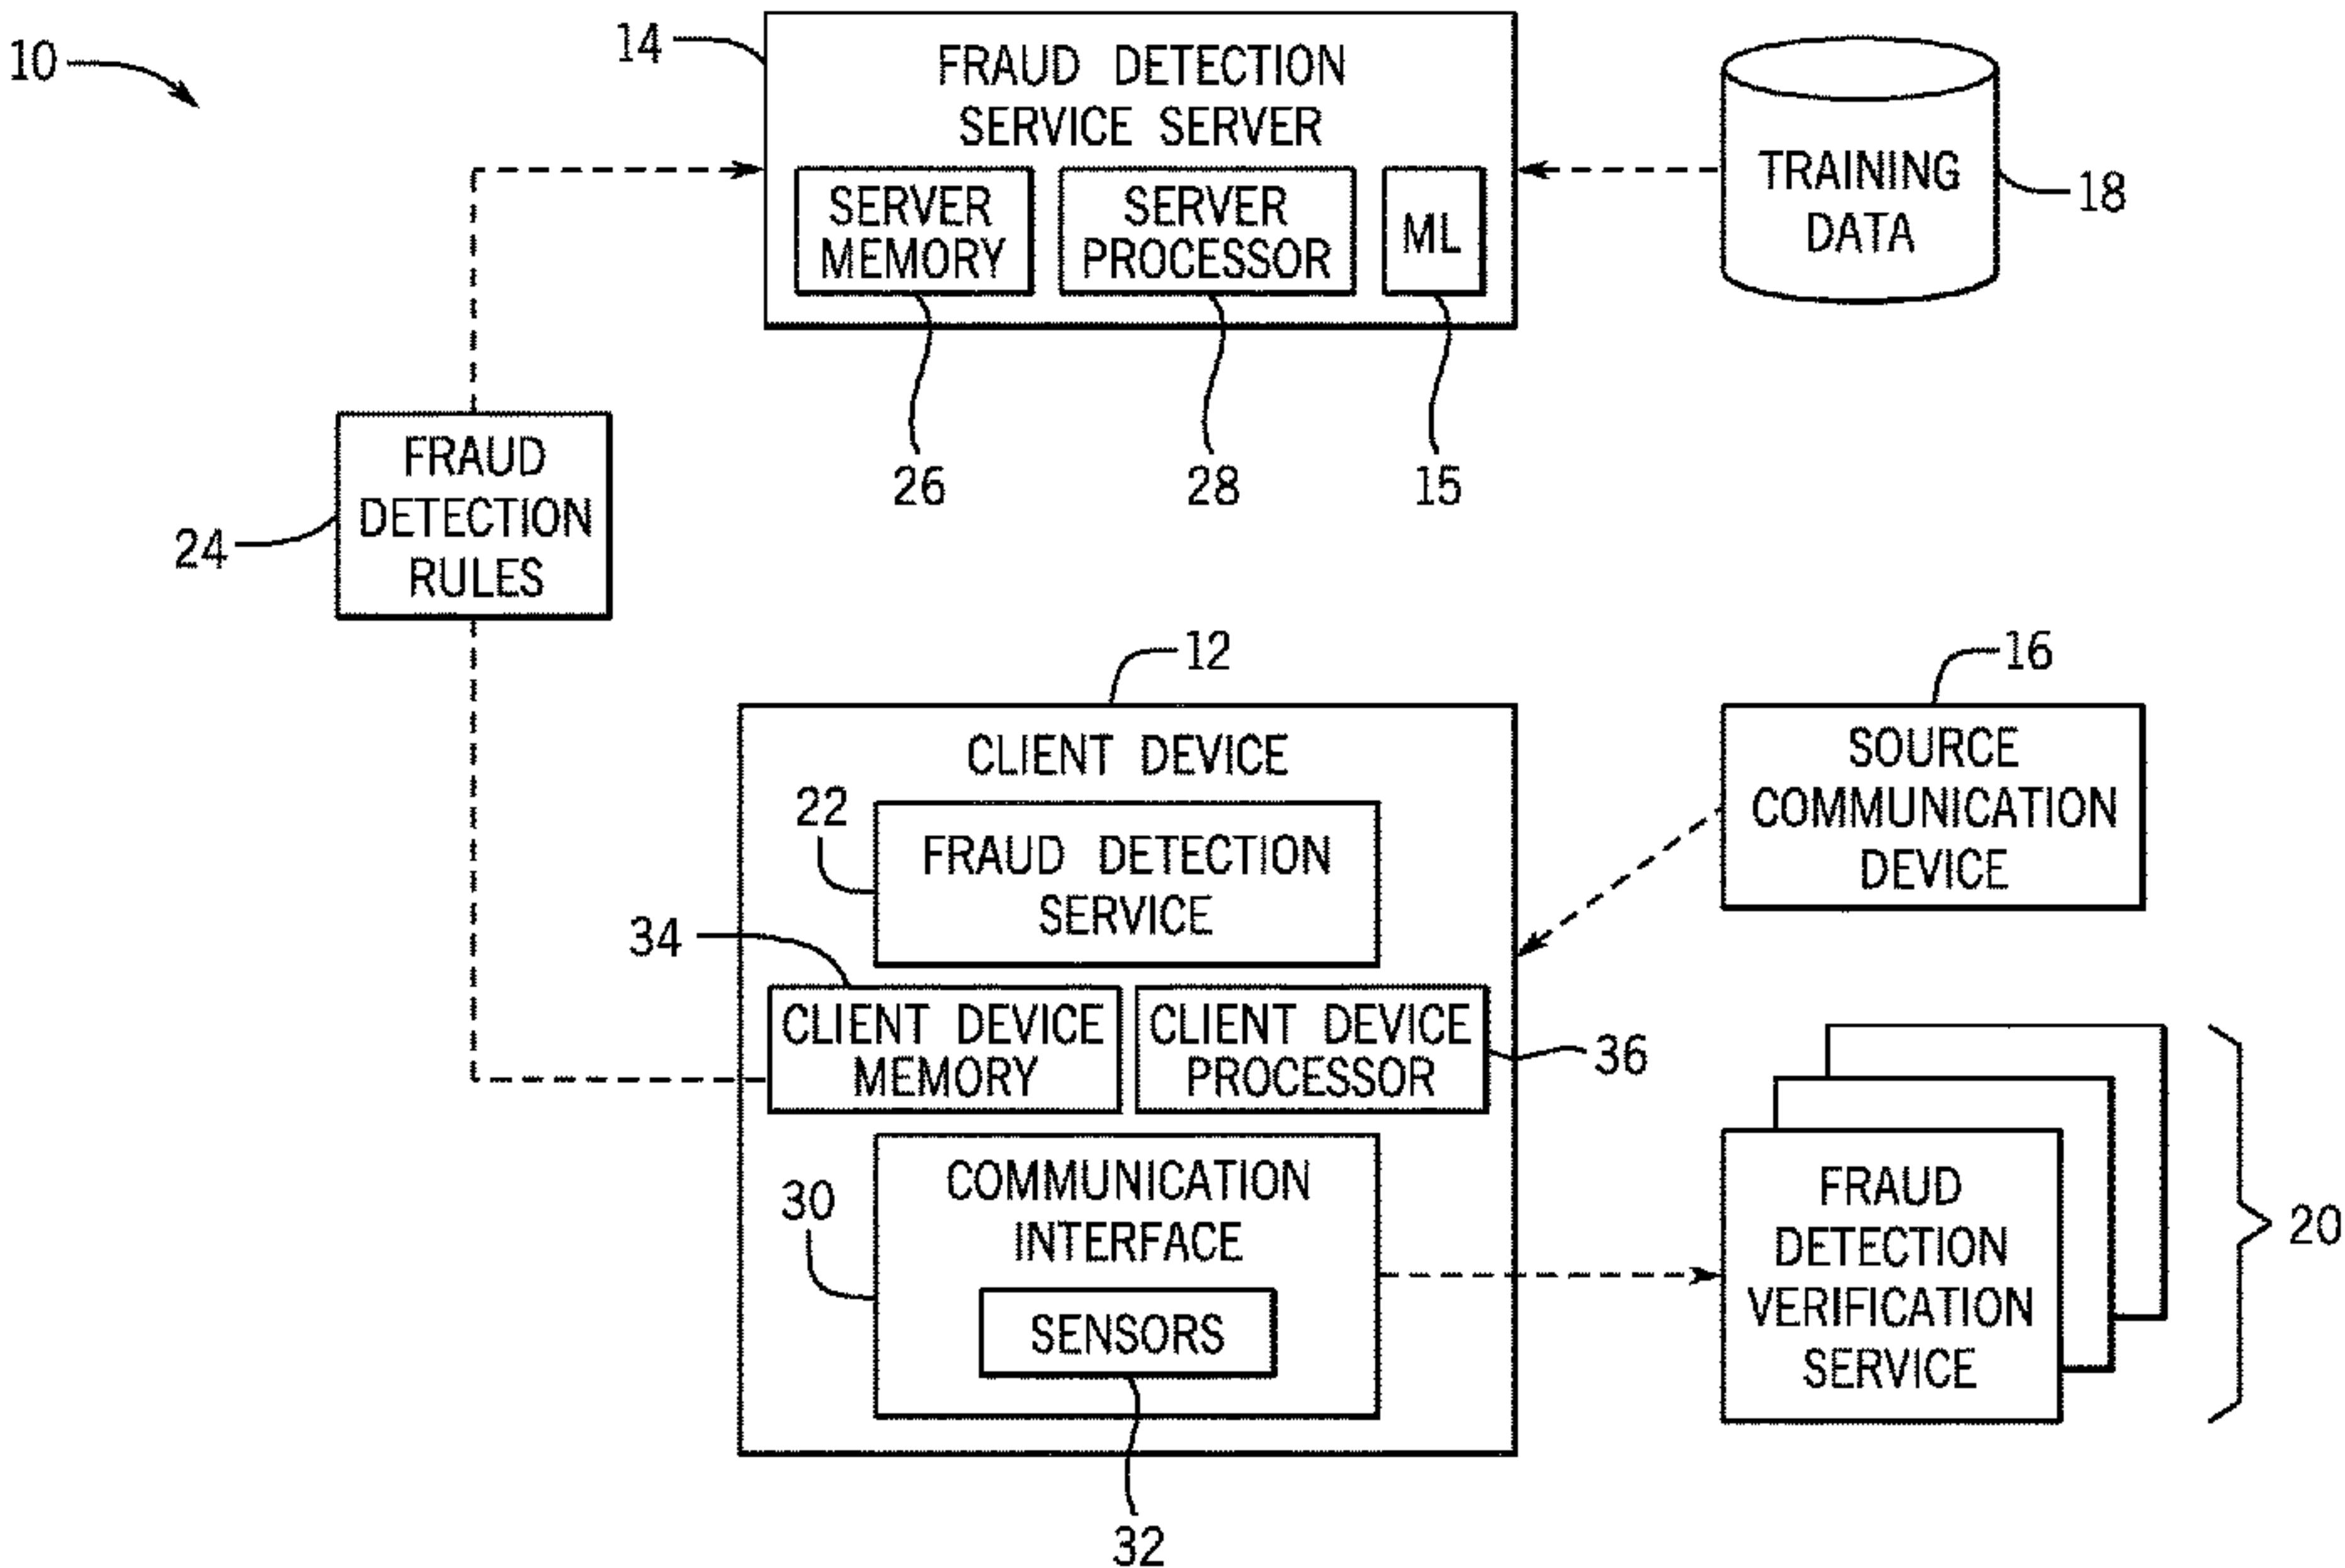 10
14
FRAUD DETECTION
SERVICE SERVER
SERVER
MEMORY
SERVER
PROCESSOR
ML
TRAINING
DATA
18
26
28
15
FRAUD
DETECTION
RULES
24
12
16
CLIENT DEVICE
22
FRAUD DETECTION
SERVICE
SOURCE
COMMUNICATION
DEVICE
34
CLIENT DEVICE
MEMORY
CLIENT DEVICE
PROCESSOR
36
30
COMMUNICATION
INTERFACE
SENSORS
32
FRAUD
DETECTION
VERIFICATION
SERVICE
20